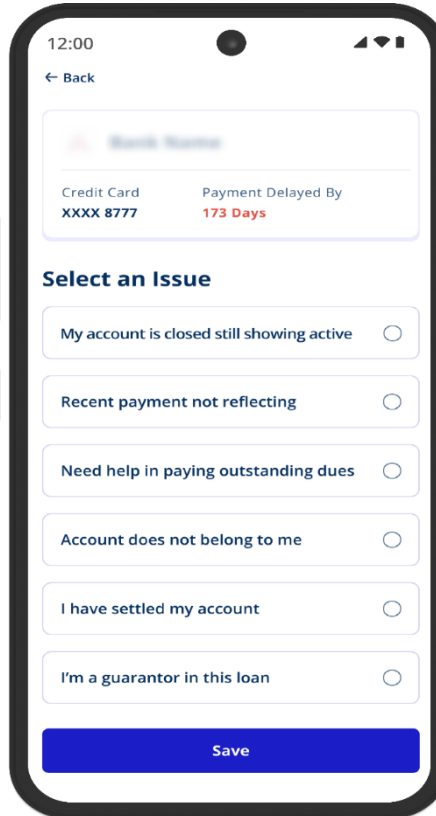 12:00
← Back
Bank Name
Credit Card Payment Delayed By
XXXX 8777 173 Days
Select an Issue
My account is closed still showing active
Recent payment not reflecting
Need help in paying outstanding dues
Account does not belong to me
I have settled my account
I'm a guarantor in this loan
Save